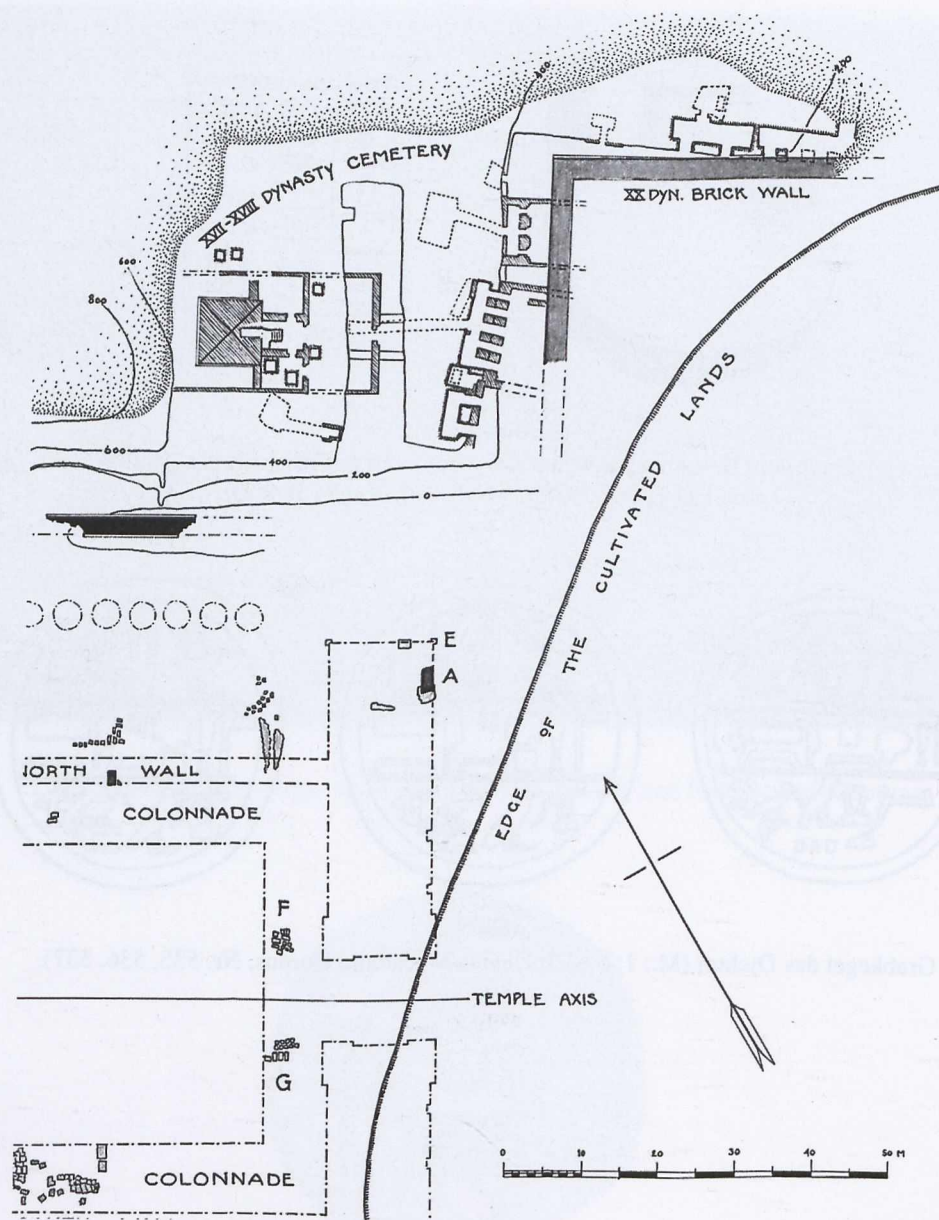 400
200
XVII-XVIII DYNASTY CEMETERY
XX DYN. BRICK WALL
600
800
600
400
200
0
EDGE OF THE CULTIVATED LANDS
E
A
NORTH WALL
COLONNADE
F
TEMPLE AXIS
G
0 10 20 30 40 50 M
COLONNADE